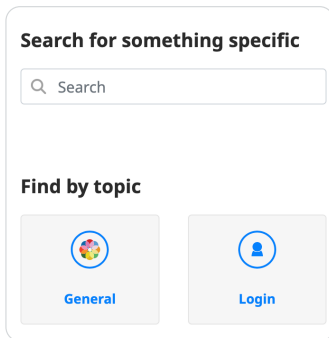 Search for something specific
Search
Find by topic
General
Login